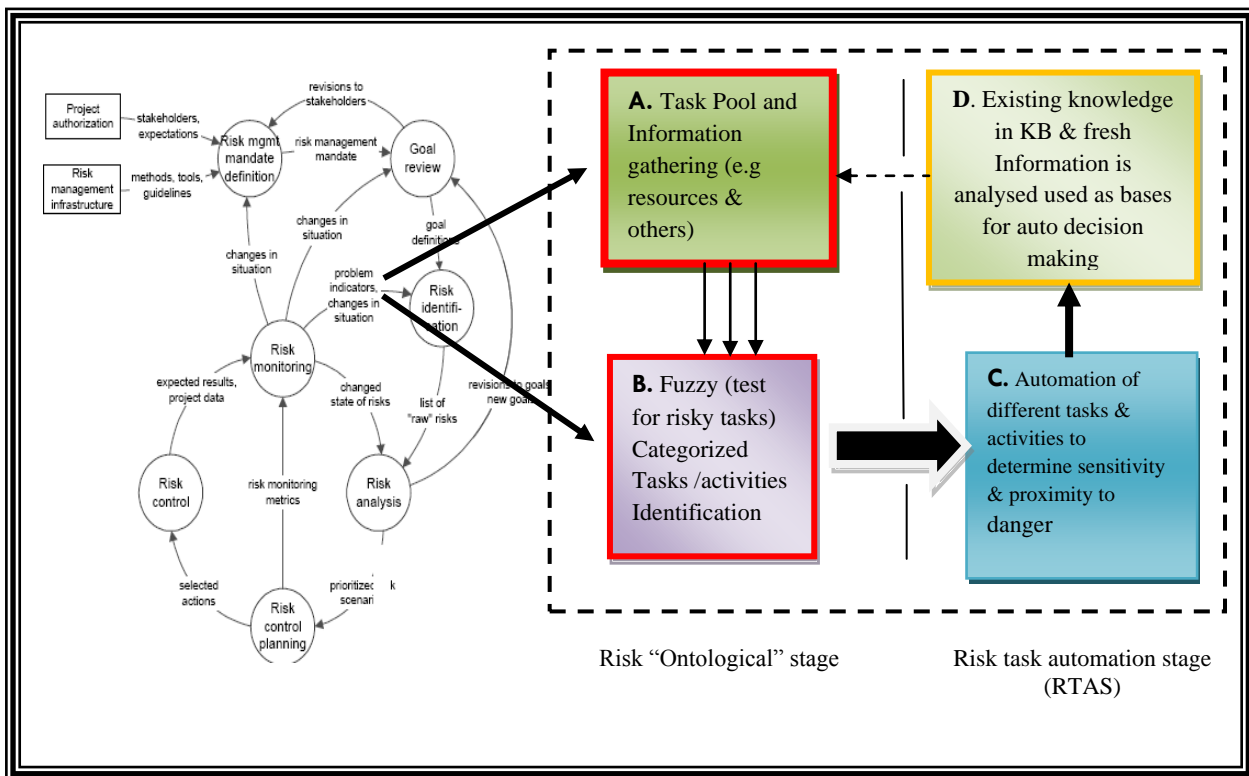 revisions to
stakeholders
Project
authorization
stakeholders,
expectations
Risk mgmt
mandate
definition
risk management
mandate
Goal
review
Risk
management
infrastructure
methods, tools,
guidelines
changes in
situation
goal
definitions
changes in
situation
problem
indicators,
changes in
situation
Risk
identifi-
cation
Risk
monitoring
expected results,
project data
changed
state of risks
list of
"raw" risks
revisions to goals
new goals
Risk
control
risk monitoring
metrics
Risk
analysis
selected
actions
prioritized k
scenari
Risk
control
planning
A. Task Pool and
Information
gathering (e.g
resources &
others)
B. Fuzzy (test
for risky tasks)
Categorized
Tasks /activities
Identification
D. Existing knowledge
in KB & fresh
Information is
analysed used as bases
for auto decision
making
C. Automation of
different tasks &
activities to
determine sensitivity
& proximity to
danger
Risk “Ontological” stage
Risk task automation stage
(RTAS)